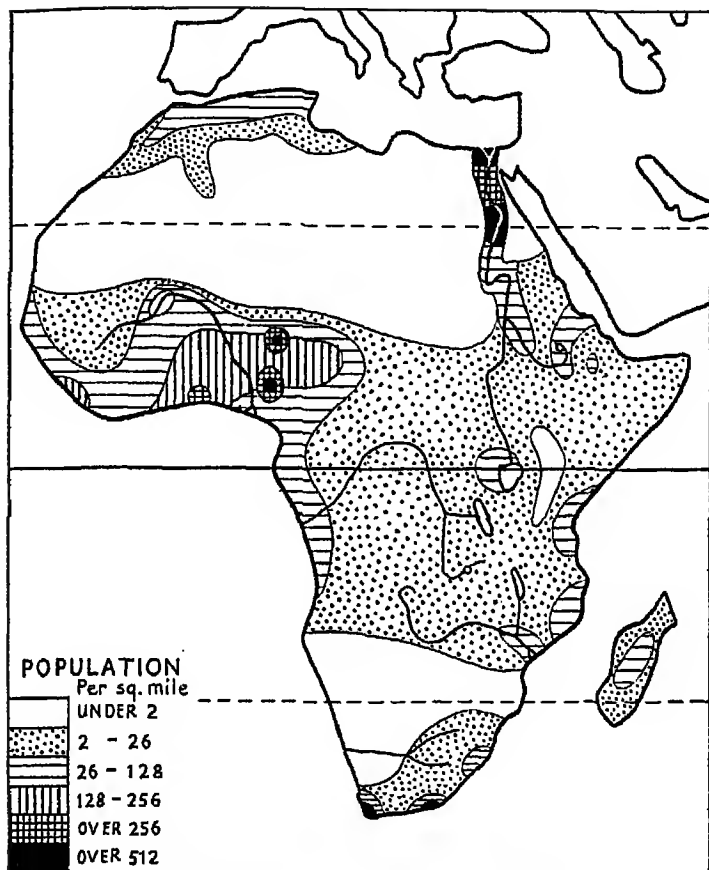 POPULATION
Per sq. mile
UNDER 2
2 - 26
26 - 128
128 - 256
OVER 256
OVER 512